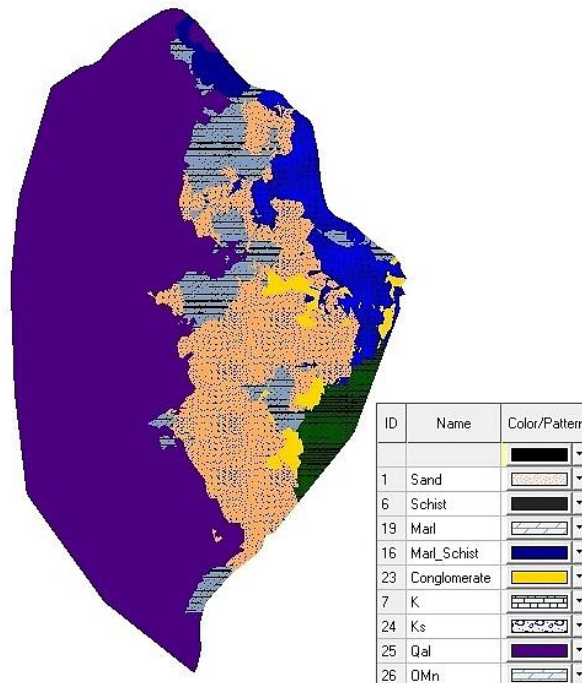 ID Name Color/Patter
1 Sand
6 Schist
19 Marl
16 Marl_Schist
23 Conglomerate
7 K
24 Ks
25 Qal
26 OMn